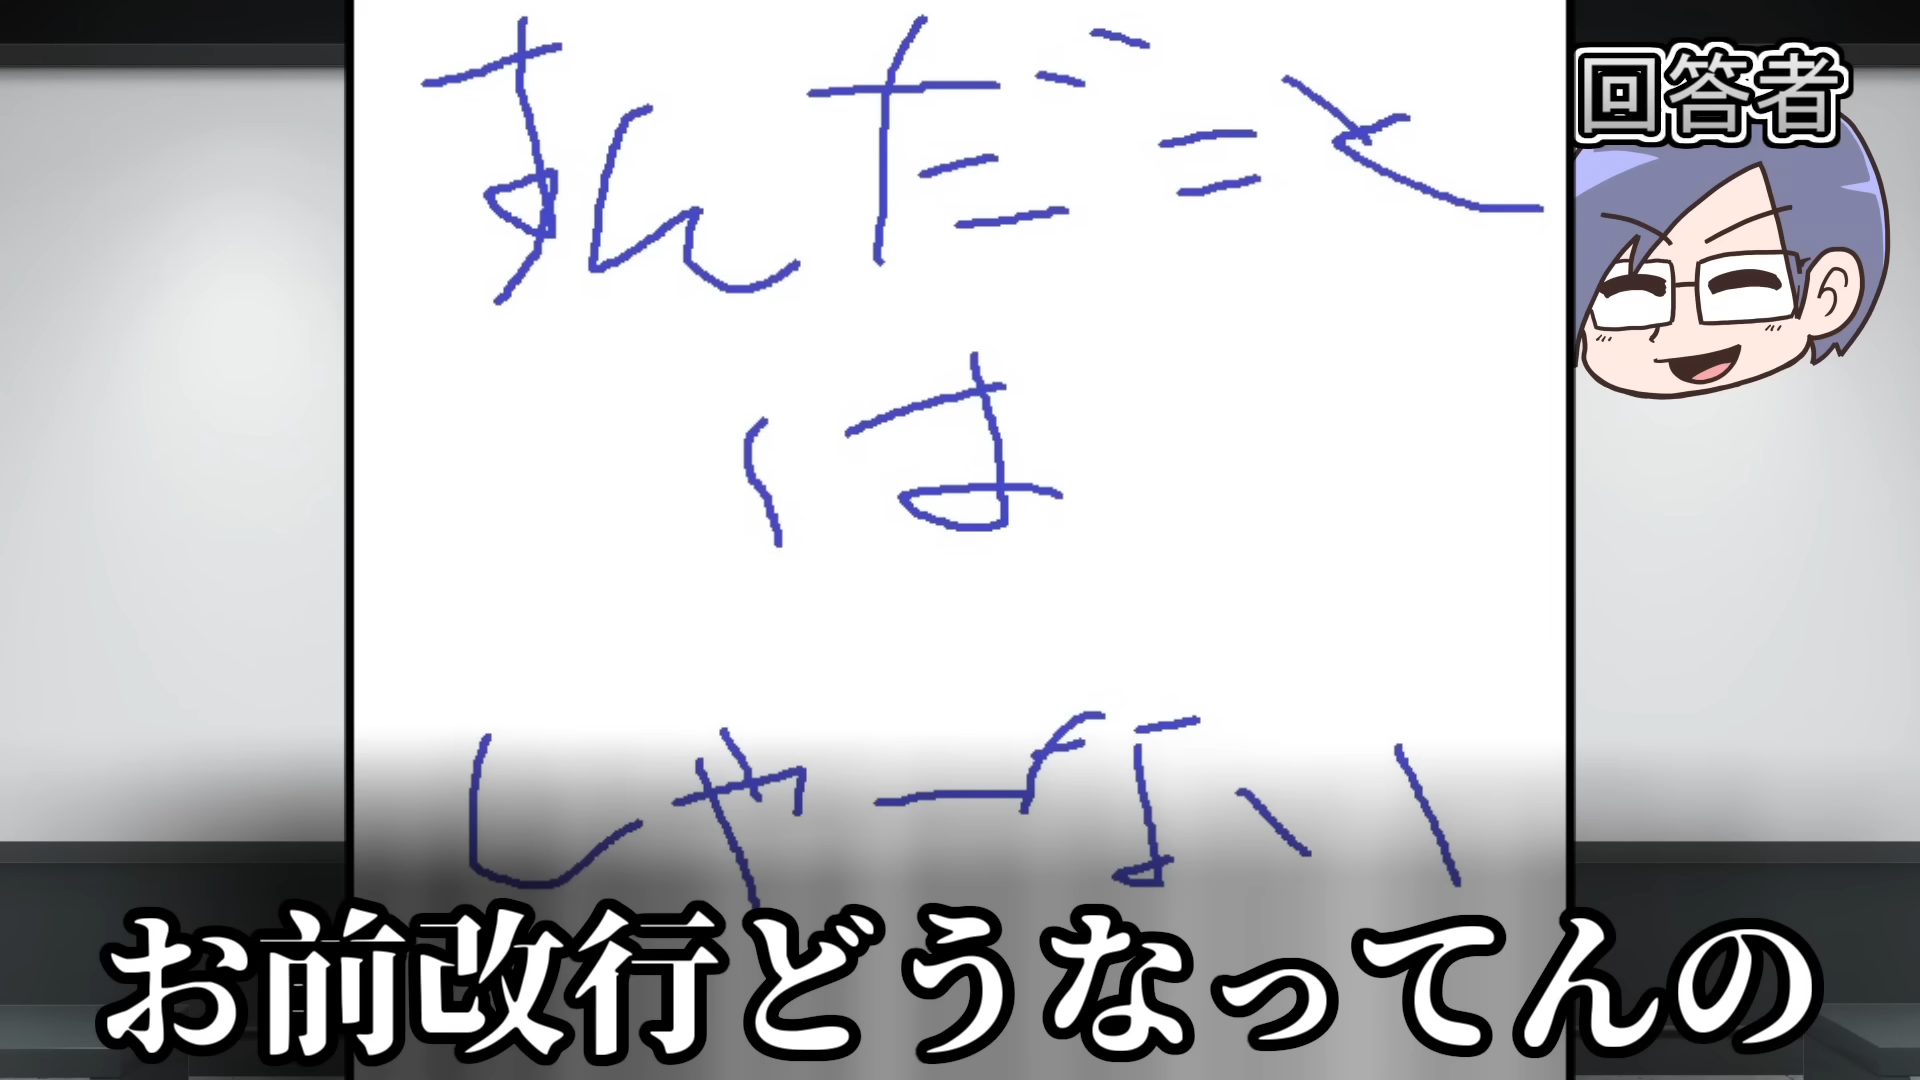 すんだこと
は
しゃーない
回答者
お前改行どうなってんの